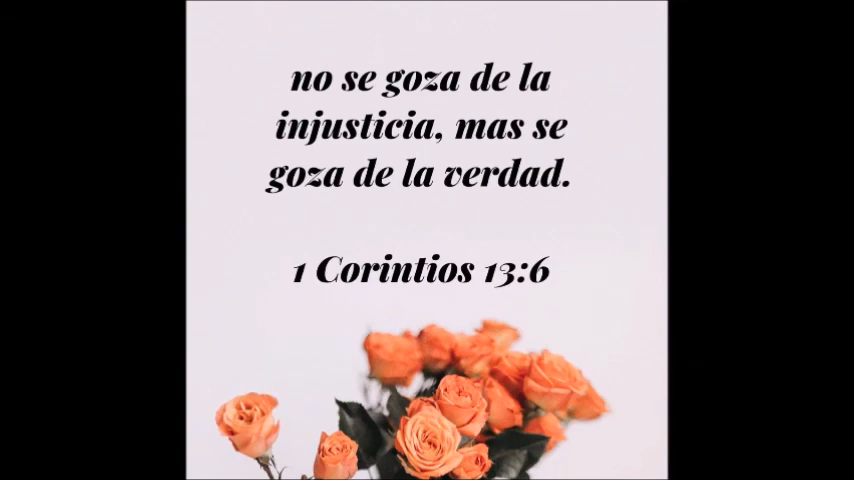 no se goza de la
injusticia, mas se
goza de la verdad.
1 Corintios 13:6